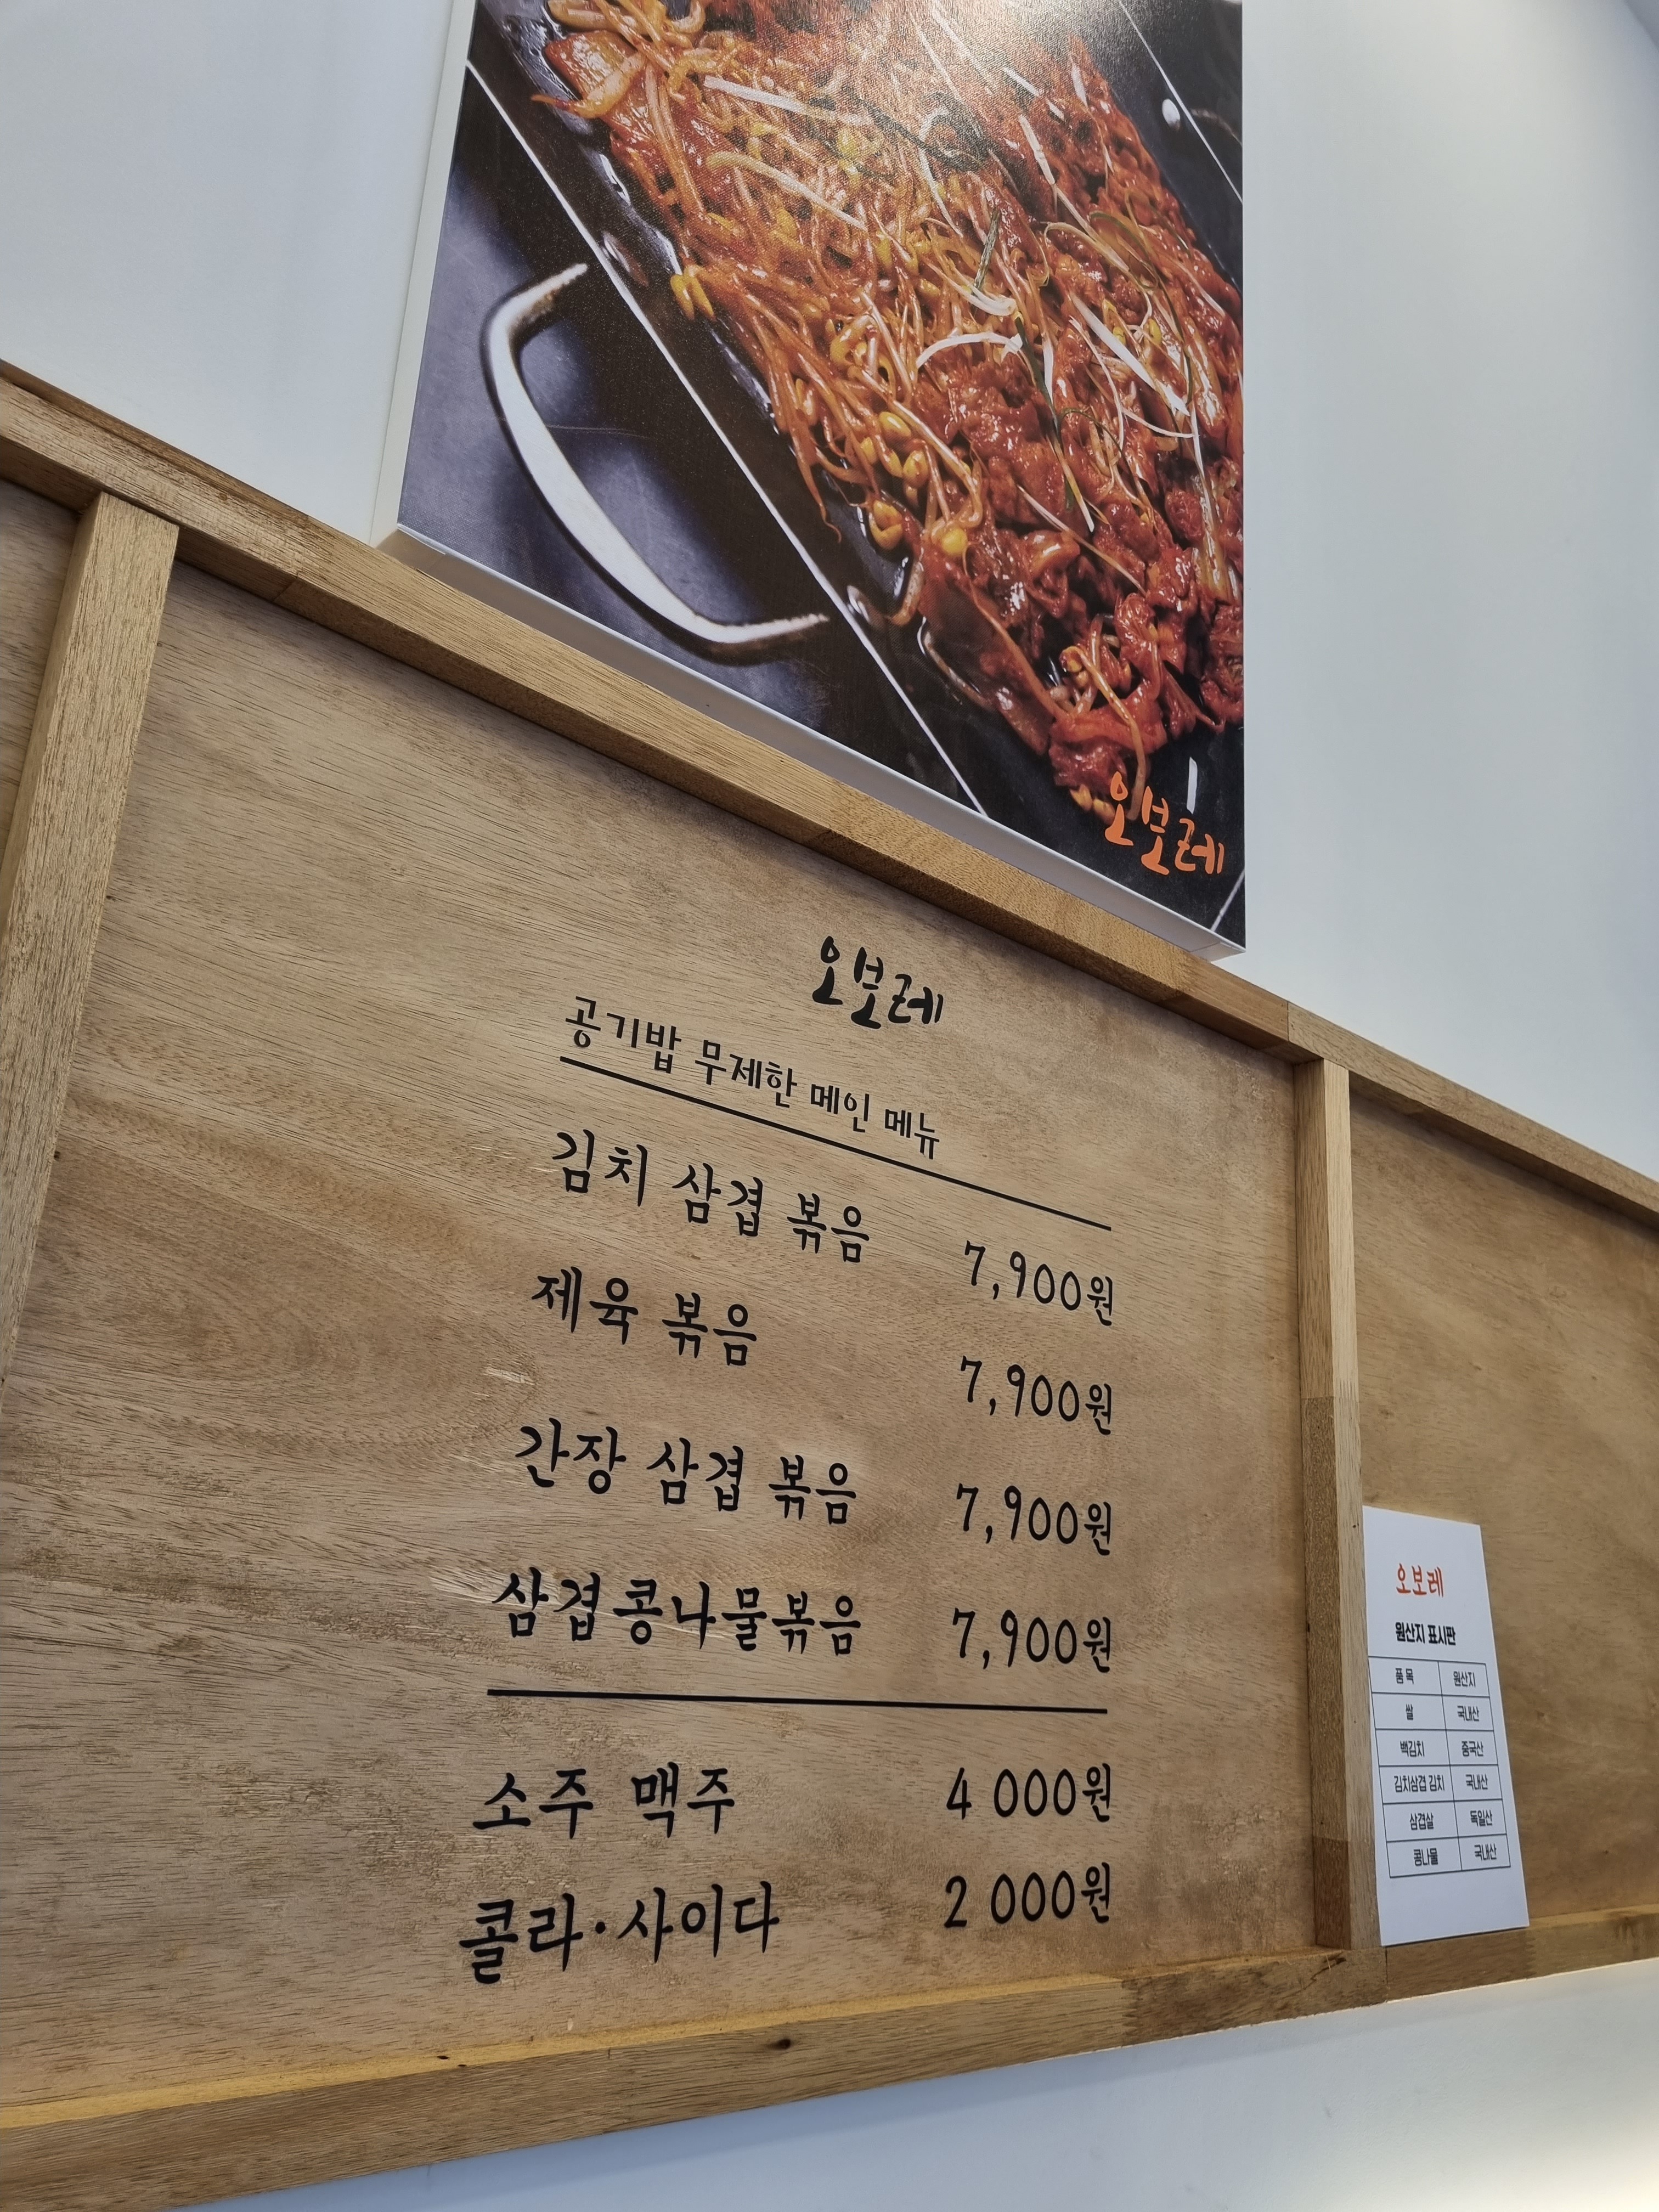 오보레
오보레
공기밥 무제한 메인 메뉴
김치 삼겹 볶음 7,900원
제육 볶음 7,900원
간장 삼겹 볶음 7,900원
삼겹콩나물볶음 7,900원
소주 맥주 4 000원
콜라·사이다 2 000원
오보레
원산지 표시판
품 목 원산지
쌀 국내산
백김치 중국산
김치삼겹 김치 국내산
삼겹살 독일산
콩나물 국내산